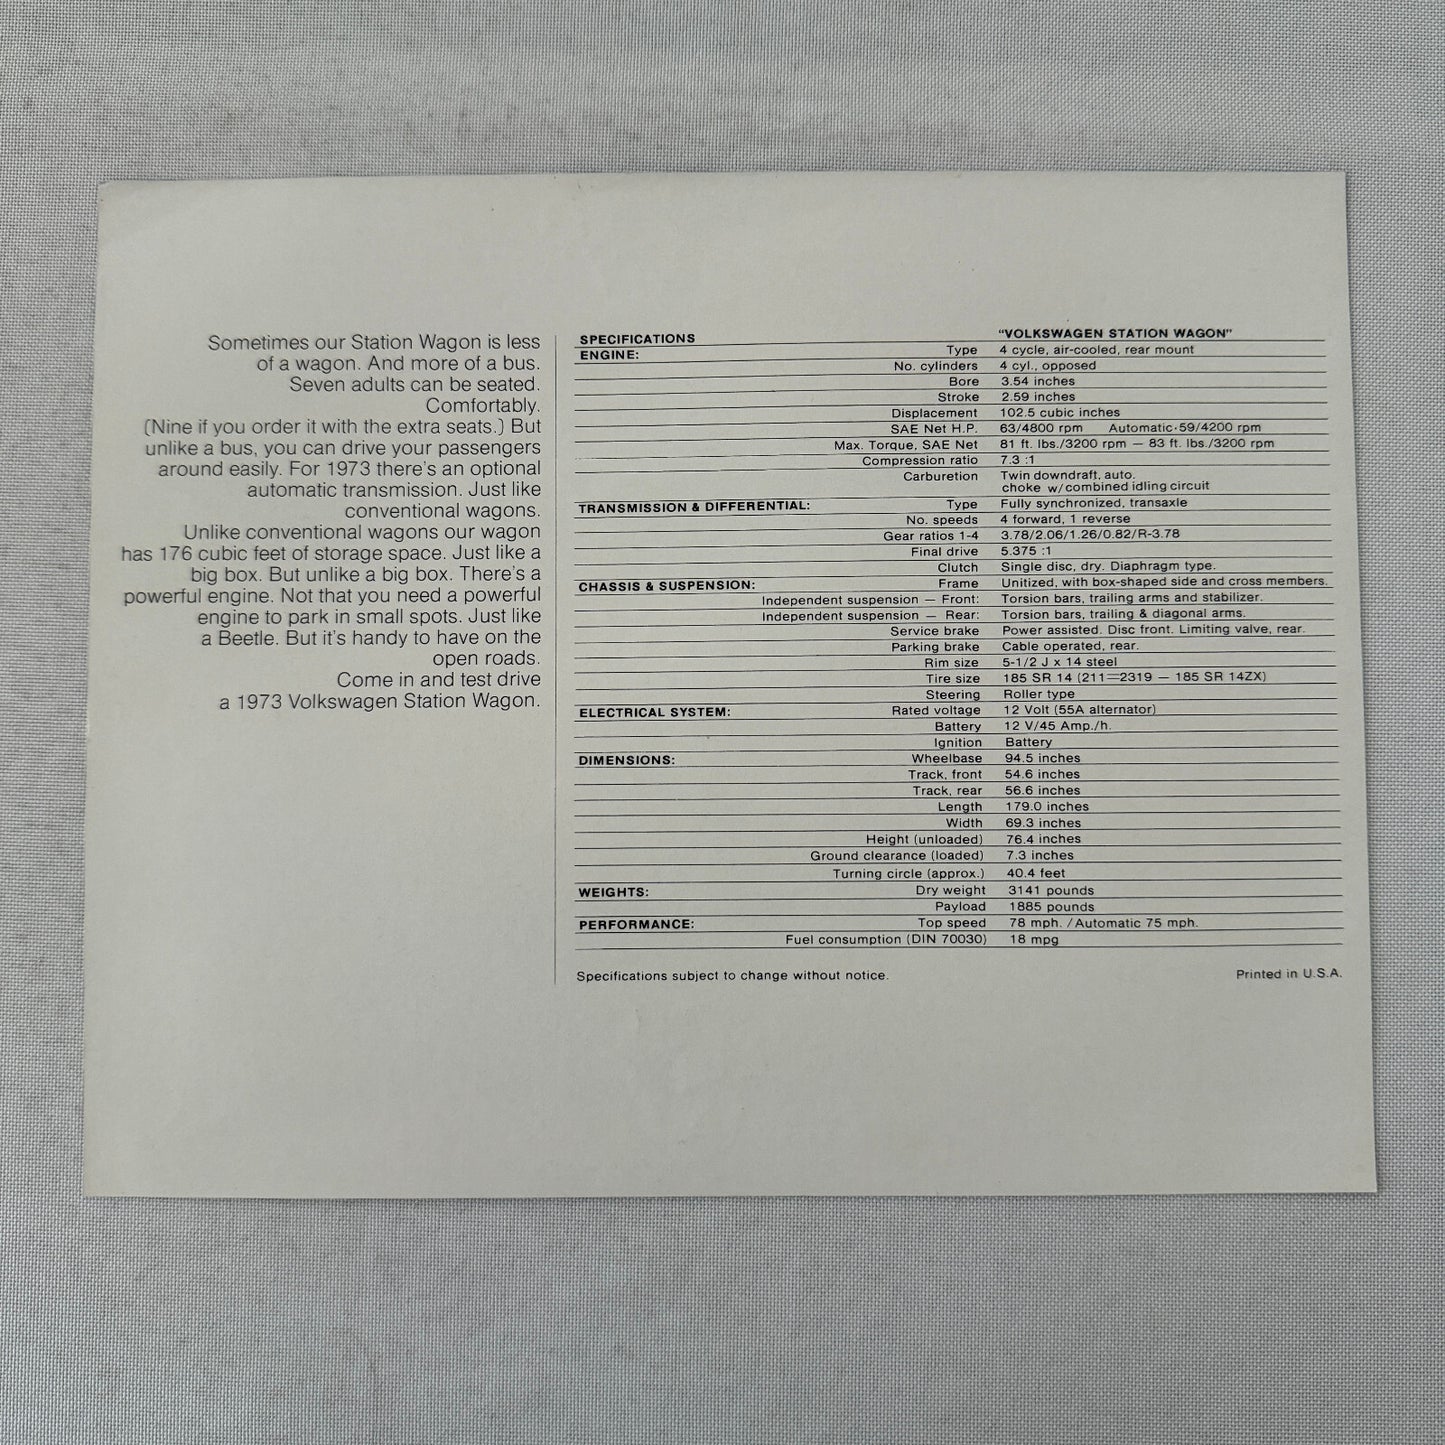 Sometimes our Station Wagon is less
of a wagon. And more of a bus.
Seven adults can be seated.
Comfortably.
(Nine if you order it with the extra seats.) But
unlike a bus, you can drive your passengers
around easily. For 1973 there's an optional
automatic transmission. Just like
conventional wagons.
Unlike conventional wagons our wagon
has 176 cubic feet of storage space. Just like a
big box. But unlike a big box. There's a
powerful engine. Not that you need a powerful
engine to park in small spots. Just like
a Beetle. But it's handy to have on the
open roads.
Come in and test drive
a 1973 Volkswagen Station Wagon.
SPECIFICATIONS "VOLKSWAGEN STATION WAGON"
ENGINE: Type 4 cycle, air-cooled, rear mount
No. cylinders 4 cyl., opposed
Bore 3.54 inches
Stroke 2.59 inches
Displacement 102.5 cubic inches
SAE Net H.P. 63/4800 rpm Automatic-59/4200 rpm
Max. Torque, SAE Net 81 ft. lbs./3200 rpm — 83 ft. lbs./3200 rpm
Compression ratio 7.3 :1
Carburetion Twin downdraft, auto.
choke w/combined idling circuit
TRANSMISSION & DIFFERENTIAL: Type Fully synchronized, transaxle
No. speeds 4 forward, 1 reverse
Gear ratios 1-4 3.78/2.06/1.26/0.82/R-3.78
Final drive 5.375 :1
Clutch Single disc, dry. Diaphragm type.
CHASSIS & SUSPENSION: Frame Unitized, with box-shaped side and cross members.
Independent suspension — Front: Torsion bars, trailing arms and stabilizer.
Independent suspension — Rear: Torsion bars, trailing & diagonal arms.
Service brake Power assisted. Disc front. Limiting valve, rear.
Parking brake Cable operated, rear.
Rim size 5-1/2 J x 14 steel
Tire size 185 SR 14 (211=2319 — 185 SR 14ZX)
Steering Roller type
ELECTRICAL SYSTEM: Rated voltage 12 Volt (55A alternator)
Battery 12 V/45 Amp./h.
Ignition Battery
DIMENSIONS: Wheelbase 94.5 inches
Track, front 54.6 inches
Track, rear 56.6 inches
Length 179.0 inches
Width 69.3 inches
Height (unloaded) 76.4 inches
Ground clearance (loaded) 7.3 inches
Turning circle (approx.) 40.4 feet
WEIGHTS: Dry weight 3141 pounds
Payload 1885 pounds
PERFORMANCE: Top speed 78 mph. / Automatic 75 mph.
Fuel consumption (DIN 70030) 18 mpg
Specifications subject to change without notice. Printed in U.S.A.